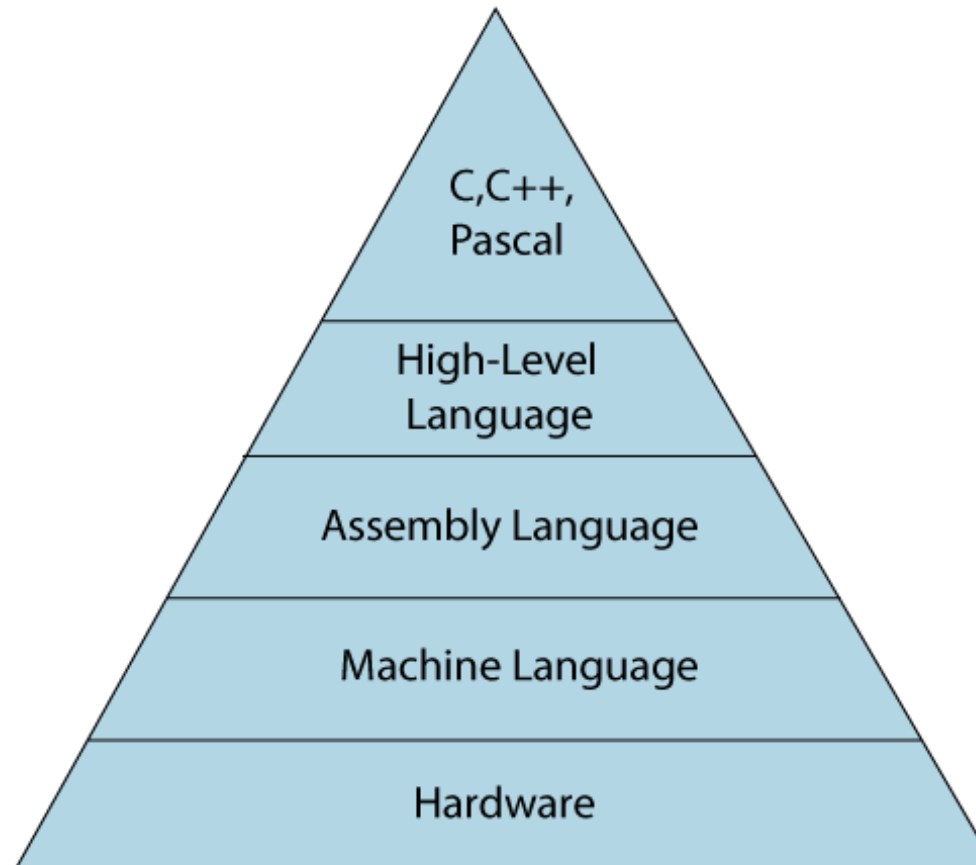 C,C++,
Pascal
High-Level
Language
Assembly Language
Machine Language
Hardware